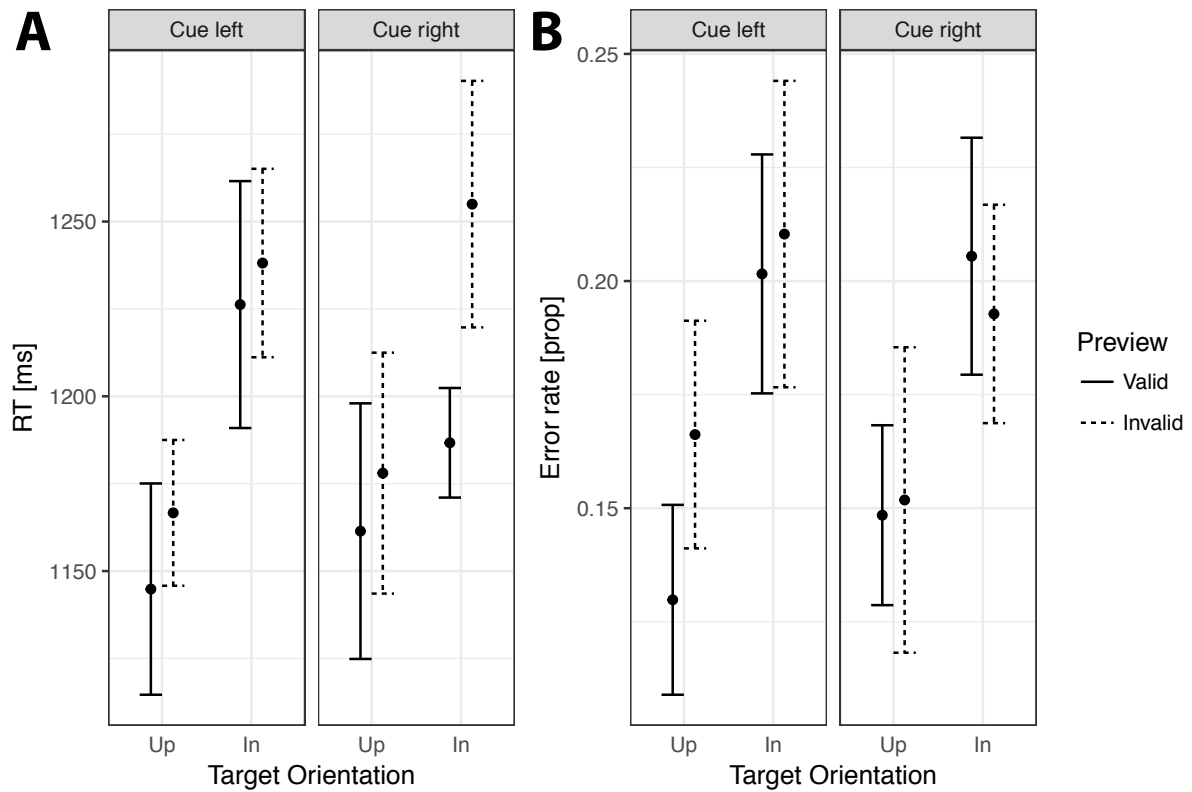 A
Cue left
Cue right
RT [ms]
1250
1200
1150
Up
In
Up
In
Target Orientation
B
Cue left
Cue right
Error rate [prop]
0.25
0.20
0.15
Up
In
Up
In
Target Orientation
Preview
Valid
Invalid